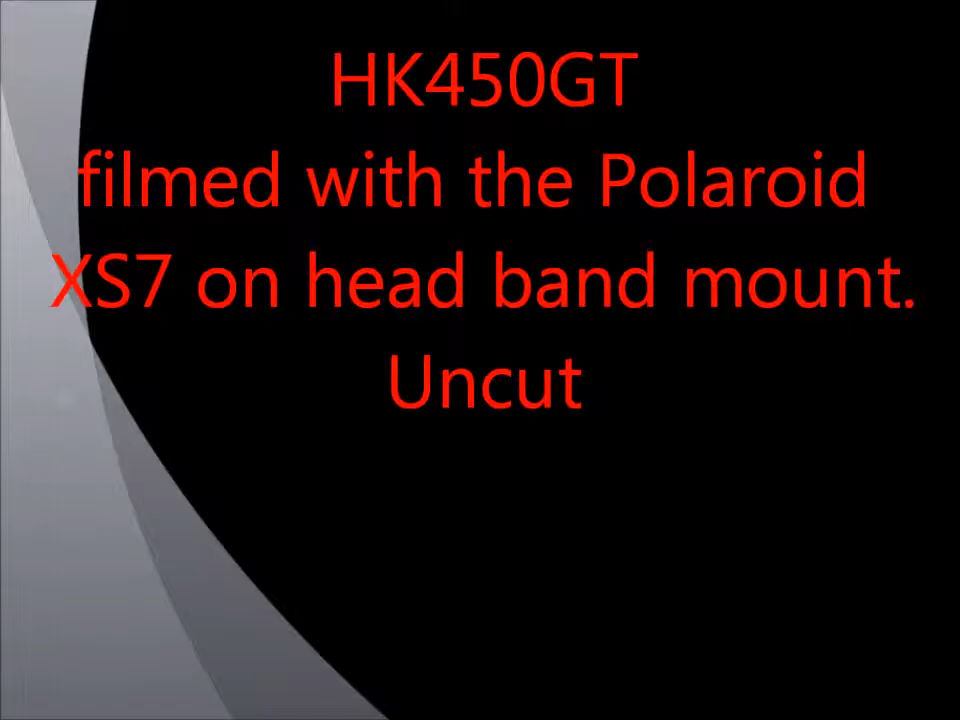 HK450GT
filmed with the Polaroid
XS7 on head band mount.
Uncut